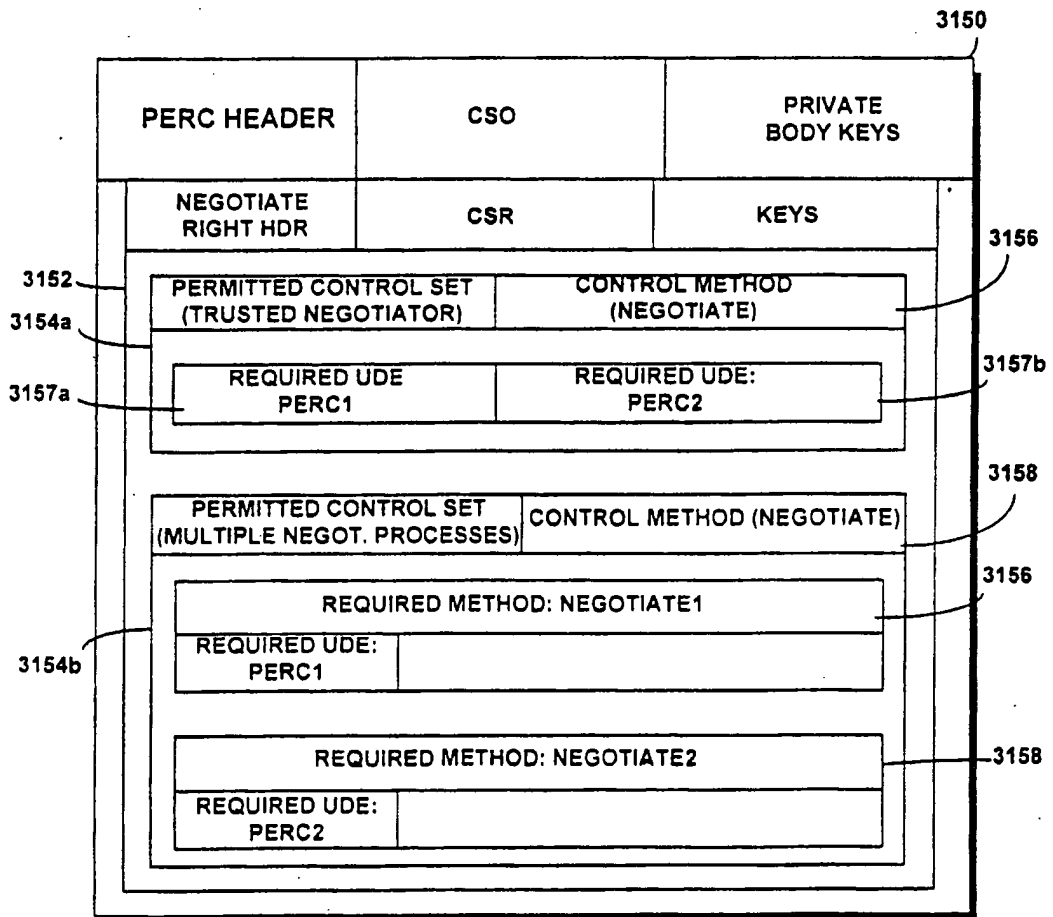 3150
PERC HEADER
CSO
PRIVATE
BODY KEYS
NEGOTIATE
RIGHT HDR
CSR
KEYS
3156
3152
PERMITTED CONTROL SET
(TRUSTED NEGOTIATOR)
CONTROL METHOD
(NEGOTIATE)
3154a
3157a
REQUIRED UDE
PERC1
REQUIRED UDE:
PERC2
3157b
3158
PERMITTED CONTROL SET
(MULTIPLE NEGOT. PROCESSES)
CONTROL METHOD (NEGOTIATE)
3156
REQUIRED METHOD: NEGOTIATE1
REQUIRED UDE:
PERC1
3154b
REQUIRED METHOD: NEGOTIATE2
3158
REQUIRED UDE:
PERC2